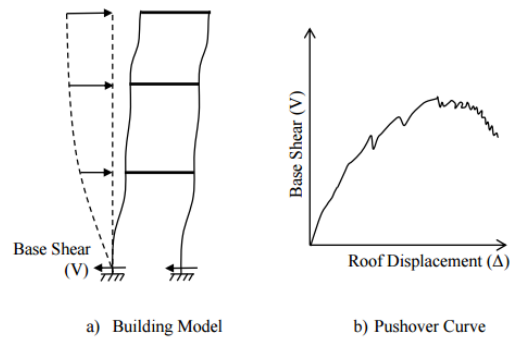 Base Shear
(V)
a) Building Model
Base Shear (V)
Roof Displacement (Δ)
b) Pushover Curve